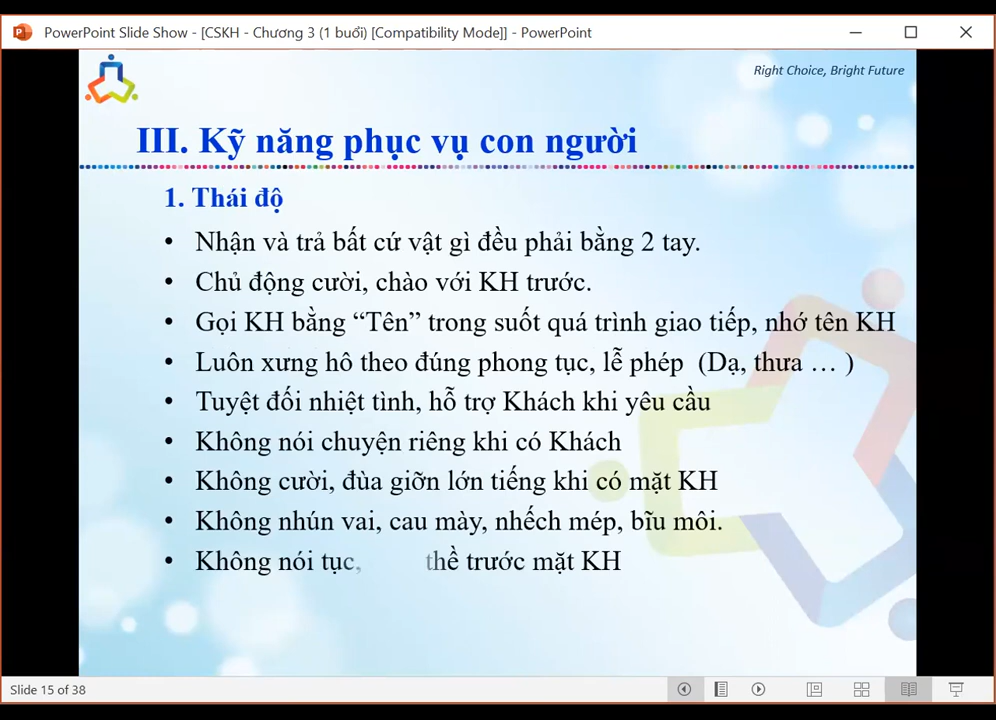 PowerPoint Slide Show - [CSKH - Chương 3 (1 buổi) [Compatibility Mode]] - PowerPoint
Right Choice, Bright Future
III. Kỹ năng phục vụ con người
1. Thái độ
• Nhận và trả bất cứ vật gì đều phải bằng 2 tay.
• Chủ động cười, chào với KH trước.
• Gọi KH bằng “Tên” trong suốt quá trình giao tiếp, nhớ tên KH
• Luôn xưng hô theo đúng phong tục, lễ phép (Dạ, thưa … )
• Tuyệt đối nhiệt tình, hỗ trợ Khách khi yêu cầu
• Không nói chuyện riêng khi có Khách
• Không cười, đùa giỡn lớn tiếng khi có mặt KH
• Không nhún vai, cau mày, nhếch mép, bĩu môi.
• Không nói tục, thề trước mặt KH
Slide 15 of 38